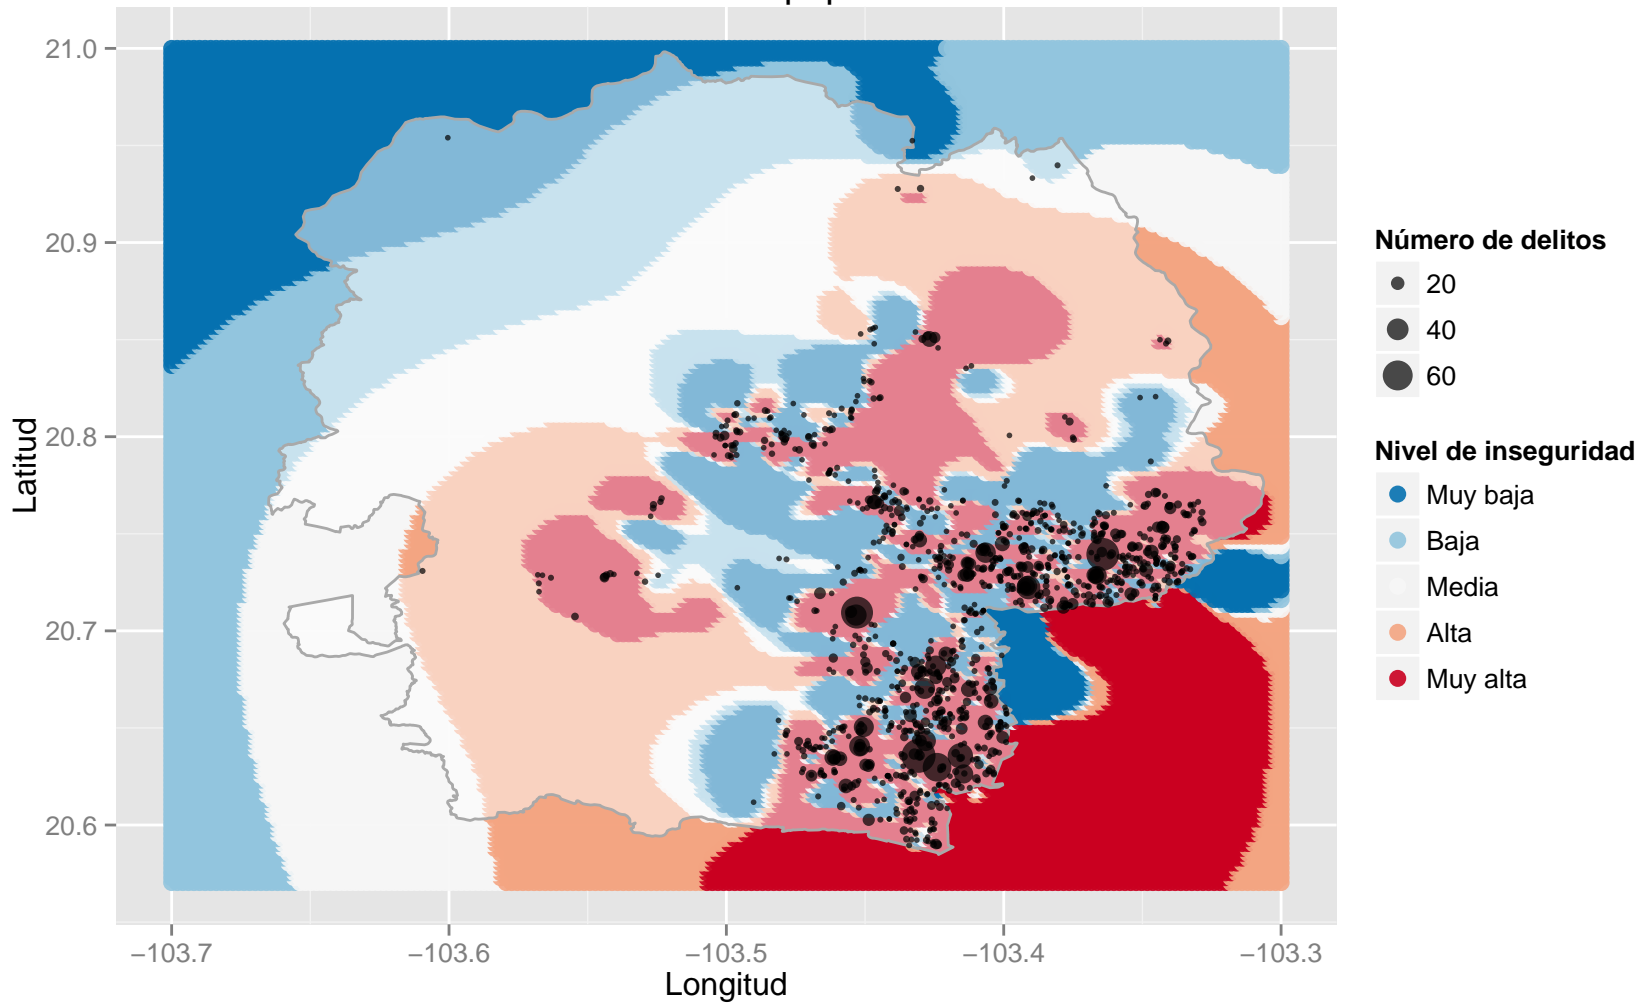 21.0
20.9
20.8
20.7
20.6
Latitud
−103.7
−103.6
−103.5
−103.4
−103.3
Longitud
Número de delitos
20
40
60
Nivel de inseguridad
Muy baja
Baja
Media
Alta
Muy alta